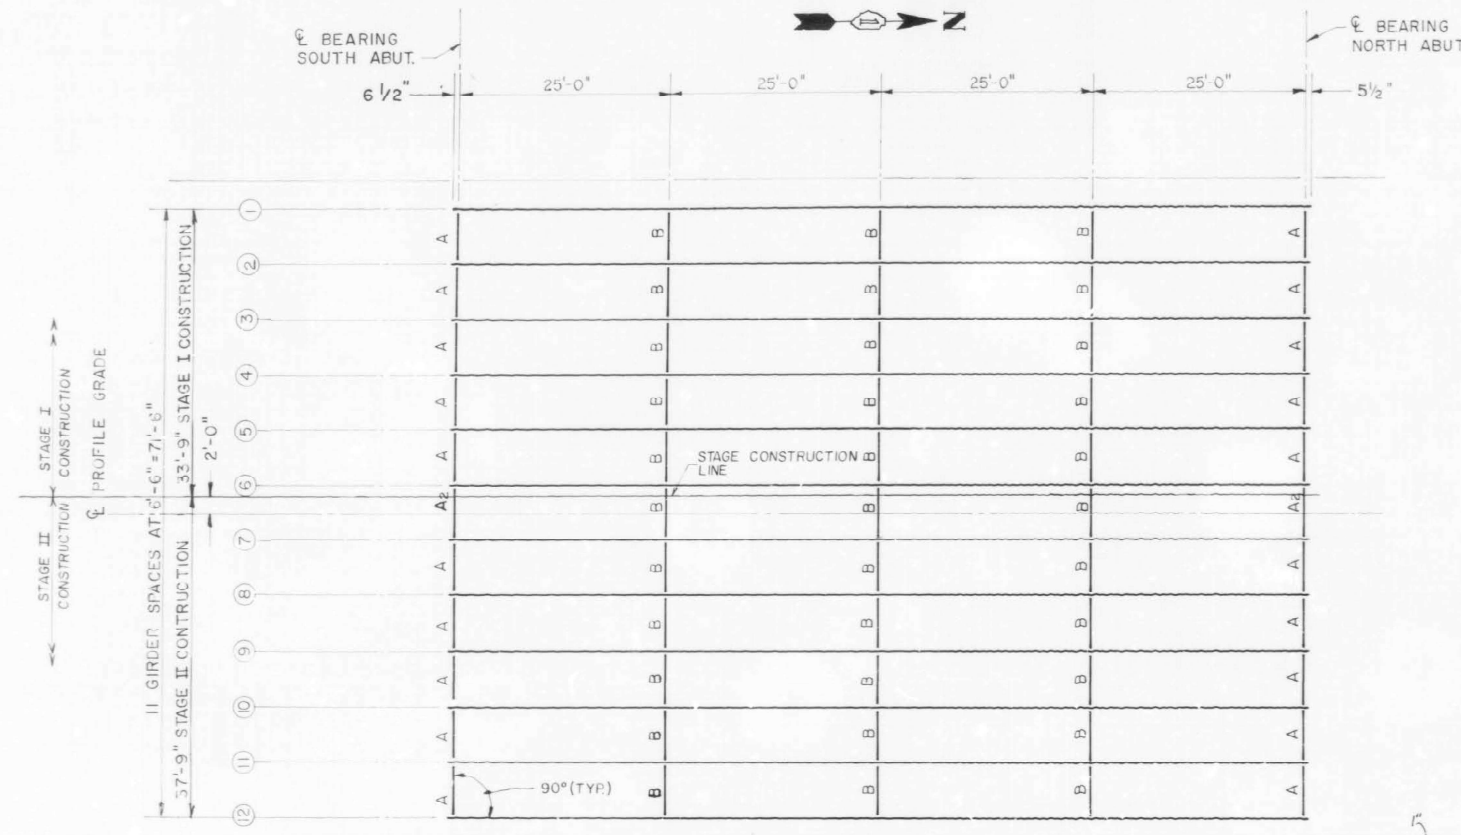 ℄ BEARING
SOUTH ABUT.
N
℄ BEARING
NORTH ABUT
6 1/2"
25'-0"
25'-0"
25'-0"
25'-0"
5 1/2"
STAGE I
CONSTRUCTION
STAGE II
CONSTRUCTION
℄ PROFILE GRADE
11 GIRDER SPACES AT 6'-6" = 71'-6"
33'-9" STAGE I CONSTRUCTION
37'-9" STAGE II CONTRUCTION
2'-0"
1
A B B B A
2
A B B B A
3
A B B B A
4
A B B B A
5
A B B B A
STAGE CONSTRUCTION
LINE
6
A2 B B B A2
7
A B B B A
8
A B B B A
9
A B B B A
10
A B B B A
11
A B B B A
12
90° (TYP.)